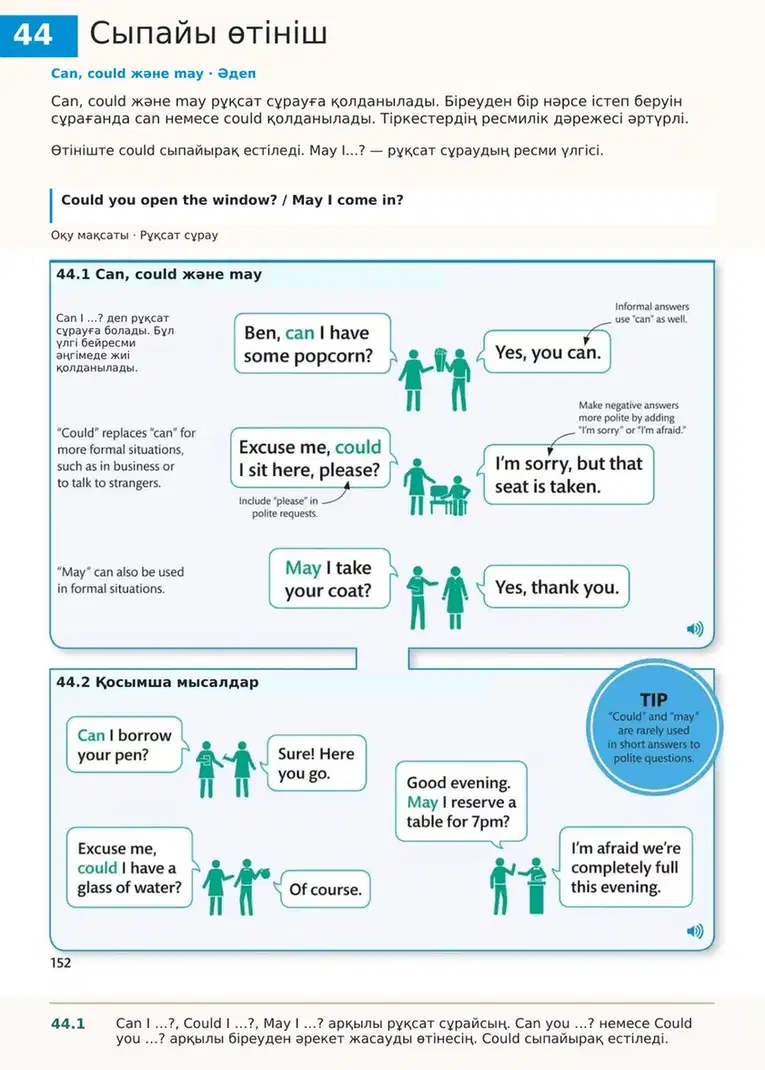 44
Сыпайы өтініш
Can, could және may · Әдеп
Can, could және may рұқсат сұрауға қолданылады. Біреуден бір нәрсе істеп беруін
сұрағанда can немесе could қолданылады. Тіркестердің ресмилік дәрежесі әртүрлі.
Өтініште could сыпайырақ естіледі. May I...? — рұқсат сұраудың ресми үлгісі.
Could you open the window? / May I come in?
Оқу мақсаты · Рұқсат сұрау
44.1 Can, could және may
Can I ...? деп рұқсат
сұрауға болады. Бұл
үлгі бейресми
әңгімеде жиі
қолданылады.
Ben, can I have
some popcorn?
Yes, you can.
Informal answers
use "can" as well.
"Could" replaces "can" for
more formal situations,
such as in business or
to talk to strangers.
Excuse me, could
I sit here, please?
Include "please" in
polite requests.
Make negative answers
more polite by adding
"I'm sorry" or "I'm afraid."
I'm sorry, but that
seat is taken.
"May" can also be used
in formal situations.
May I take
your coat?
Yes, thank you.
44.2 Қосымша мысалдар
TIP
"Could" and "may"
are rarely used
in short answers to
polite questions.
Can I borrow
your pen?
Sure! Here
you go.
Good evening.
May I reserve a
table for 7pm?
Excuse me,
could I have a
glass of water?
Of course.
I'm afraid we're
completely full
this evening.
152
44.1
Can I ...?, Could I ...?, May I ...? арқылы рұқсат сұрайсың. Can you ...? немесе Could
you ...? арқылы біреуден әрекет жасауды өтінесің. Could сыпайырақ естіледі.